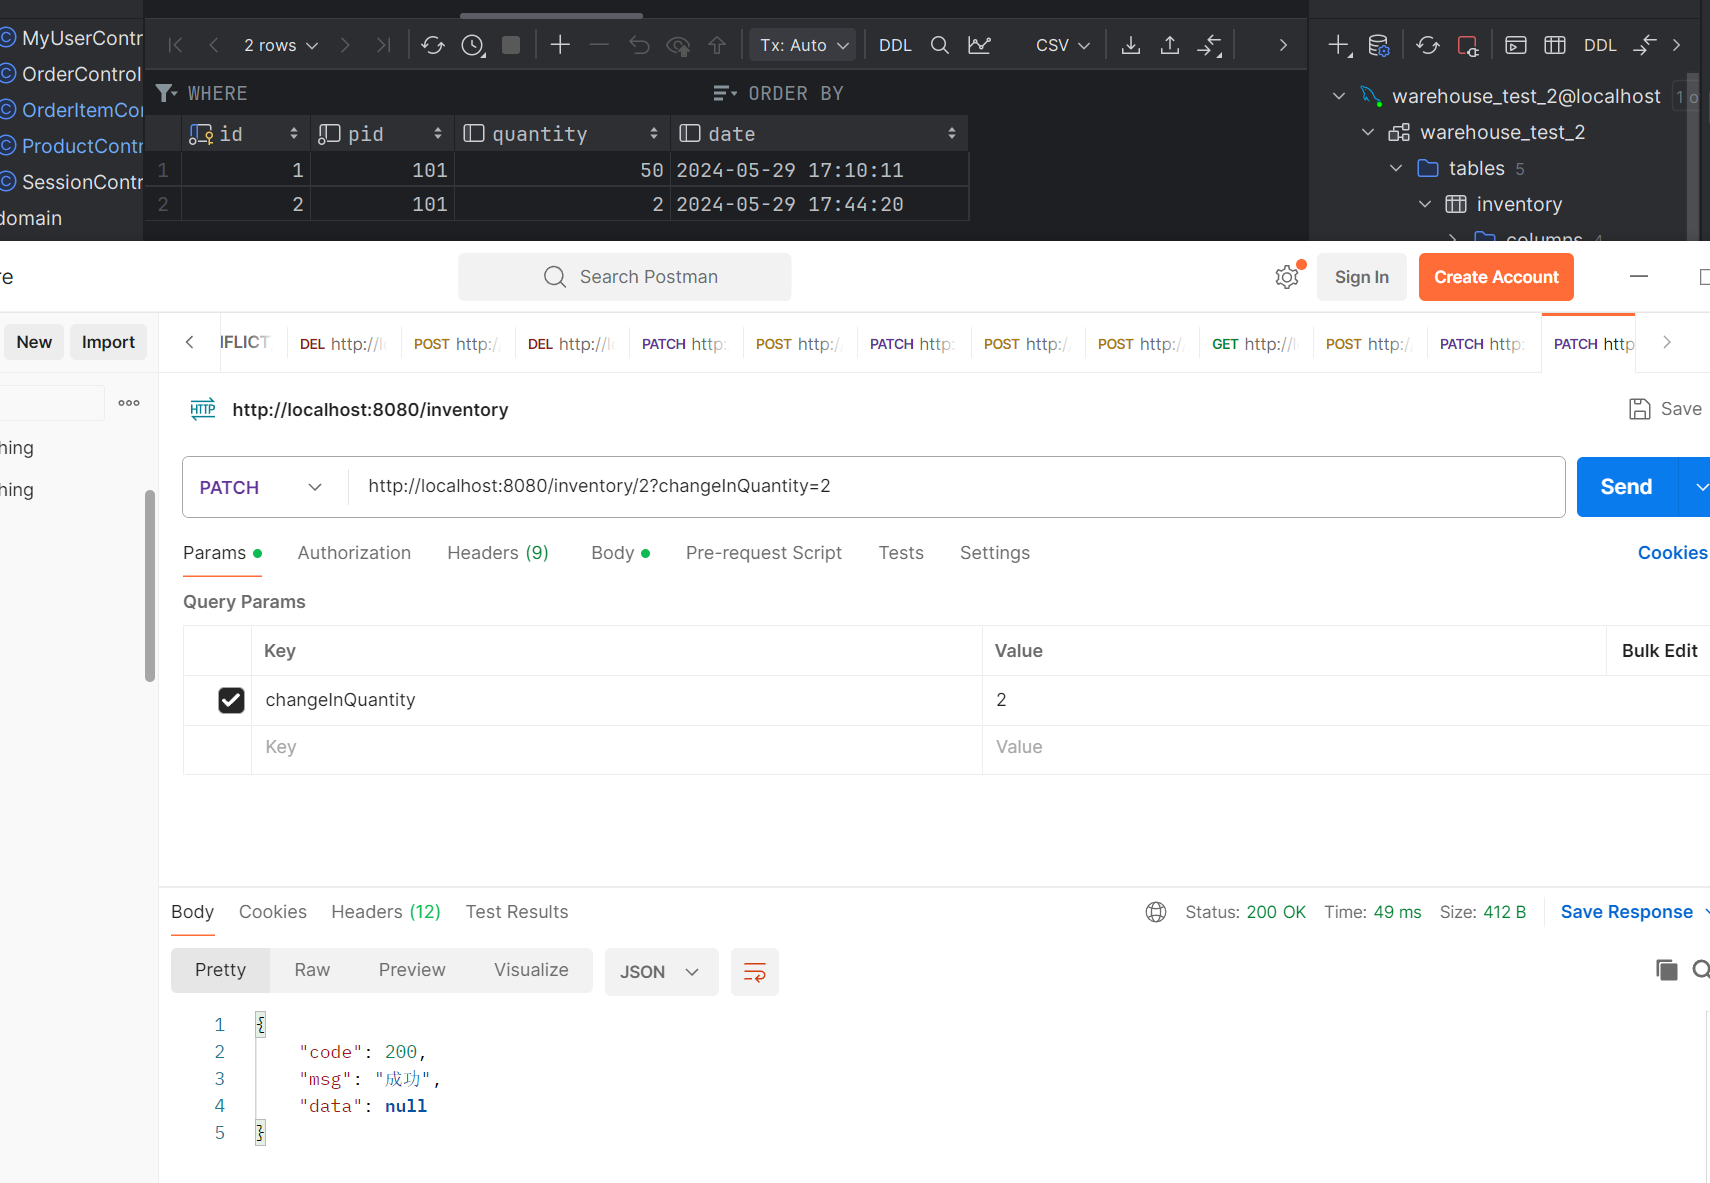 MyUserContr
OrderControl
OrderItemCor
ProductContr
SessionContr
domain
2 rows
Tx: Auto
DDL
CSV
WHERE
ORDER BY
id pid quantity date
1 1 101 50 2024-05-29 17:10:11
2 2 101 2 2024-05-29 17:44:20
DDL
warehouse_test_2@localhost 1 o
warehouse_test_2
tables 5
inventory
columns 4
re
Search Postman
Sign In
Create Account
New
Import
hing
hing
FLICT
DEL http://l
POST http:/
DEL http://l
PATCH http:
POST http:/
PATCH http:
POST http:/
POST http:/
GET http://l
POST http:/
PATCH http:
PATCH http
HTTP
http://localhost:8080/inventory
Save
PATCH
http://localhost:8080/inventory/2?changeInQuantity=2
Send
Params
Authorization
Headers (9)
Body
Pre-request Script
Tests
Settings
Cookies
Query Params
Key Value Bulk Edit
changeInQuantity 2
Key Value
Body
Cookies
Headers (12)
Test Results
Status: 200 OK
Time: 49 ms
Size: 412 B
Save Response
Pretty
Raw
Preview
Visualize
JSON
1 {
2 "code": 200,
3 "msg": "成功",
4 "data": null
5 }